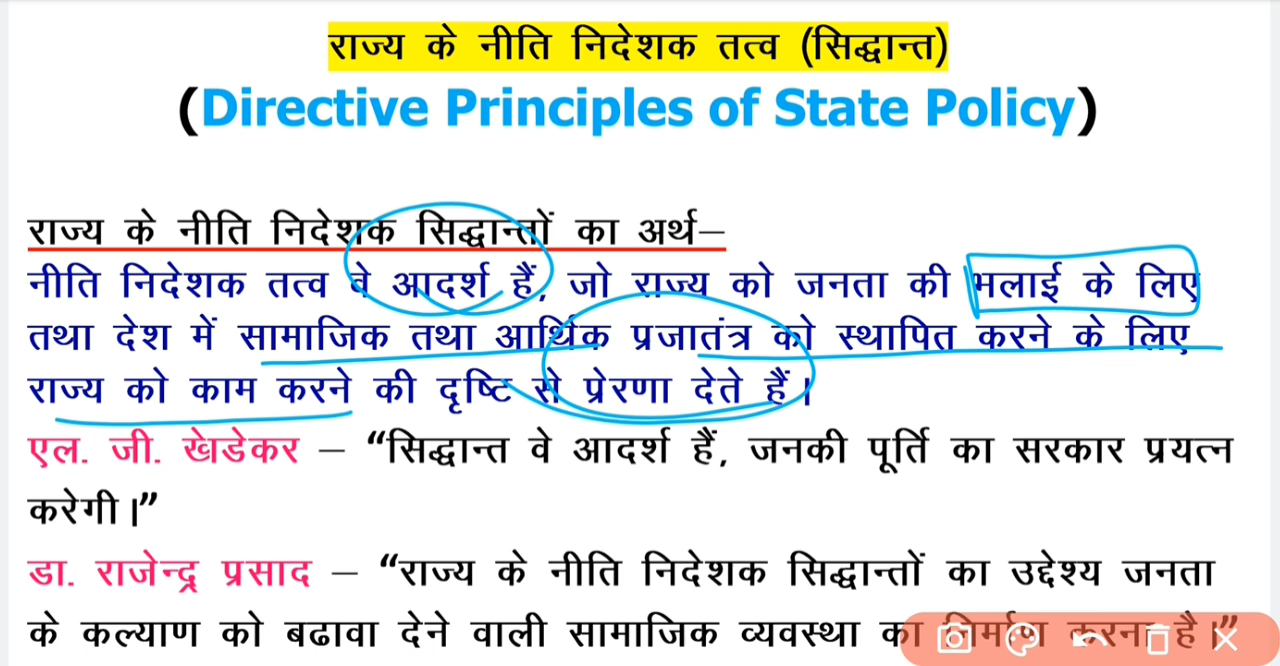 राज्य के नीति निदेशक तत्व (सिद्धान्त)
(Directive Principles of State Policy)
राज्य के नीति निदेशक सिद्धान्तों का अर्थ–
नीति निदेशक तत्व वे आदर्श हैं, जो राज्य को जनता की भलाई के लिए
तथा देश में सामाजिक तथा आर्थिक प्रजातंत्र को स्थापित करने के लिए
राज्य को काम करने की दृष्टि से प्रेरणा देते हैं।
एल. जी. खेडेकर – “सिद्धान्त वे आदर्श हैं, जनकी पूर्ति का सरकार प्रयत्न
करेगी।”
डा. राजेन्द्र प्रसाद – “राज्य के नीति निदेशक सिद्धान्तों का उद्देश्य जनता
के कल्याण को बढावा देने वाली सामाजिक व्यवस्था का निर्माण करना है।”